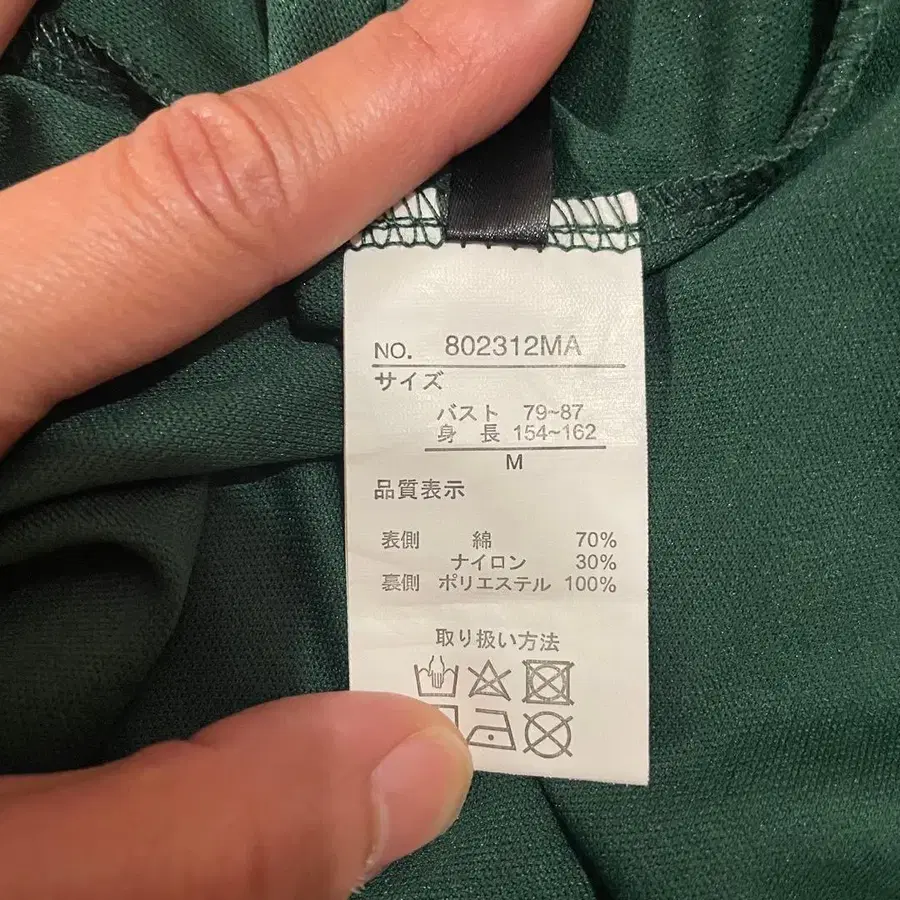 NO. 802312MA
サイズ
バスト 79~87
身 長 154~162
M
品質表示
表側 綿 70%
ナイロン 30%
裏側 ポリエステル 100%
取り扱い方法